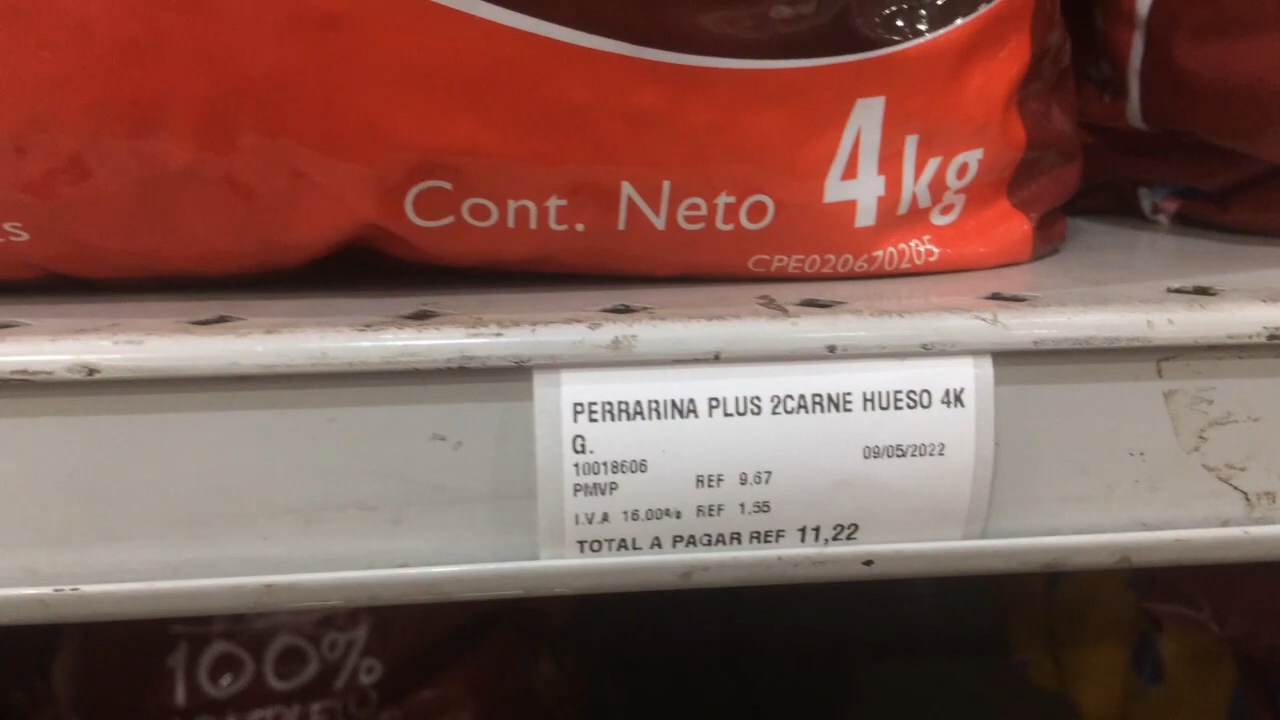 Cont. Neto 4kg
CPE020670205
PERRARINA PLUS 2CARNE HUESO 4K
G.
10018606 09/05/2022
PMVP REF 9.67
I.V.A 16.00% REF 1.55
TOTAL A PAGAR REF 11,22
100%